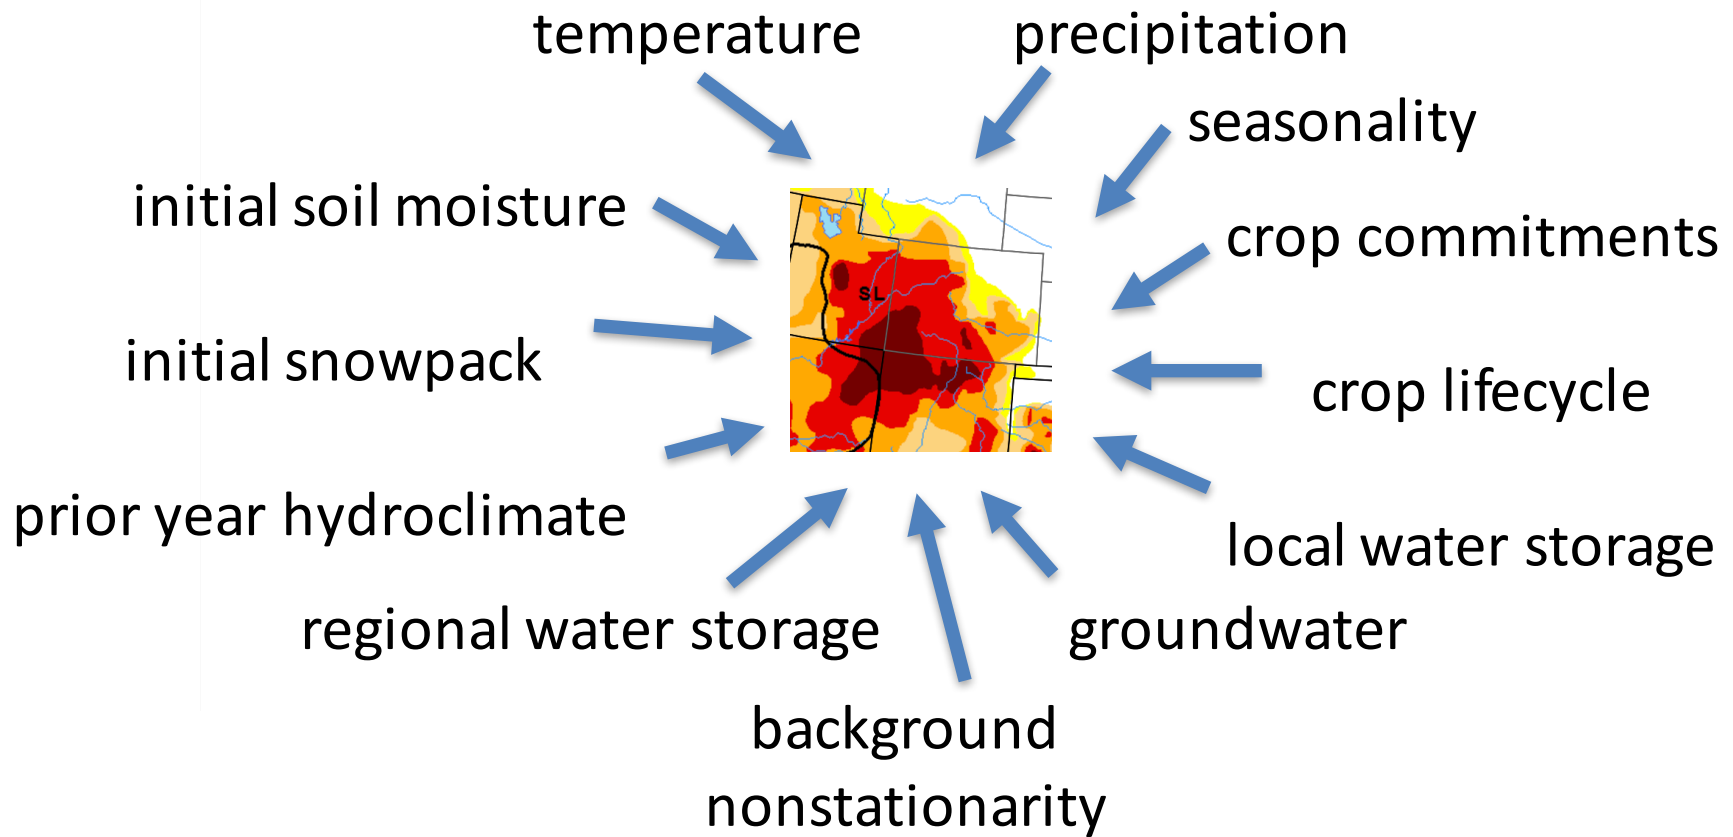 temperature
precipitation
seasonality
initial soil moisture
crop commitments
SL
initial snowpack
crop lifecycle
prior year hydroclimate
local water storage
regional water storage
groundwater
background
nonstationarity